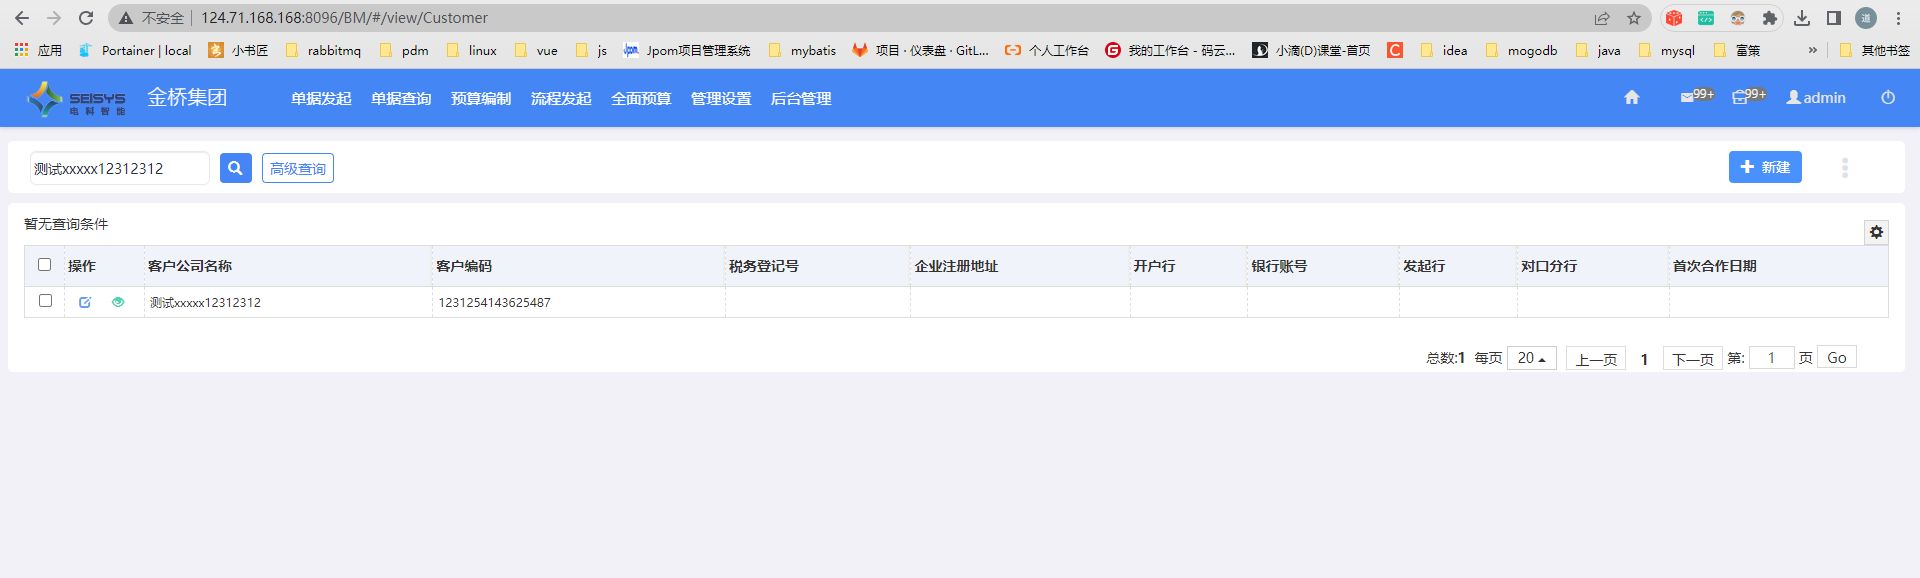 不安全 124.71.168.168:8096/BM/#/view/Customer 道
应用 Portainer | local 小书匠 rabbitmq pdm linux vue js Jpom项目管理系统 mybatis 项目 · 仪表盘 · GitL... 个人工作台 我的工作台 - 码云... 小滴(D)课堂-首页 idea mogodb java mysql 富策 » 其他书签
SEISYS 电科智能 金桥集团 单据发起 单据查询 预算编制 流程发起 全面预算 管理设置 后台管理 99+ 99+ admin
测试xxxxx12312312 高级查询 新建
暂无查询条件
操作 客户公司名称 客户编码 税务登记号 企业注册地址 开户行 银行账号 发起行 对口分行 首次合作日期
测试xxxxx12312312 1231254143625487
总数:1 每页 20 上一页 1 下一页 第: 1 页 Go